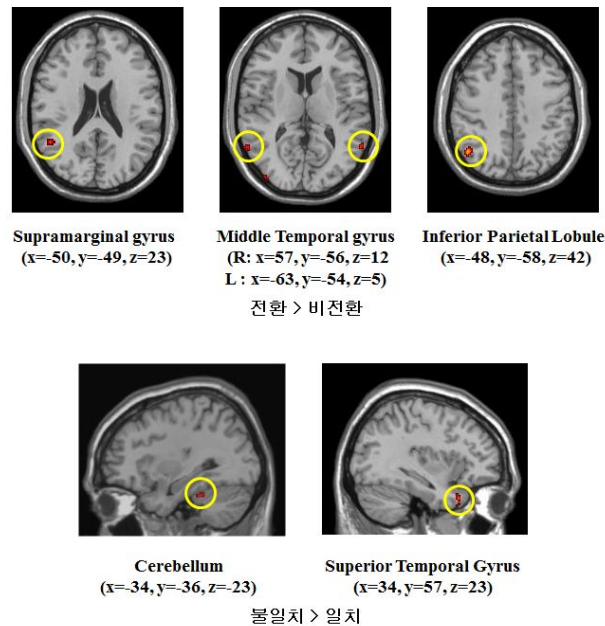 Supramarginal gyrus
(x=-50, y=-49, z=23)
Middle Temporal gyrus
(R: x=57, y=-56, z=12
L : x=-63, y=-54, z=5)
Inferior Parietal Lobule
(x=-48, y=-58, z=42)
전환 > 비전환
Cerebellum
(x=-34, y=-36, z=-23)
Superior Temporal Gyrus
(x=34, y=57, z=23)
불일치 > 일치